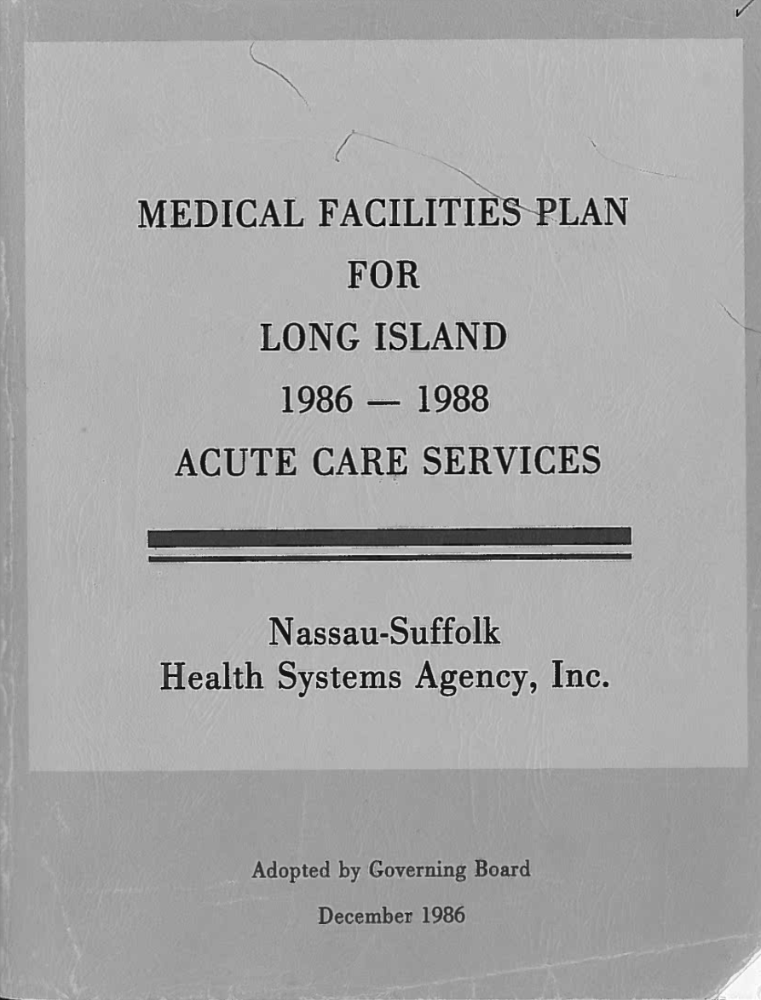 MEDICAL FACILITIES PLAN
FOR
LONG ISLAND
1986 — 1988
ACUTE CARE SERVICES
Nassau-Suffolk
Health Systems Agency, Inc.
Adopted by Governing Board
December 1986